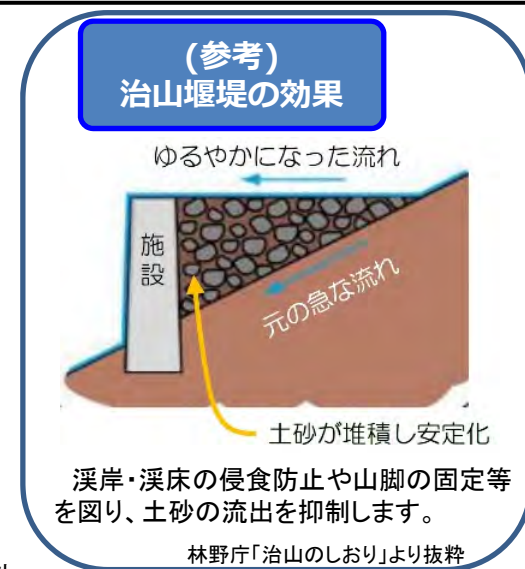 (参考)
治山堰堤の効果
ゆるやかになった流れ
施設
元の急な流れ
土砂が堆積し安定化
渓岸・渓床の侵食防止や山脚の固定等
を図り、土砂の流出を抑制します。
林野庁「治山のしおり」より抜粋